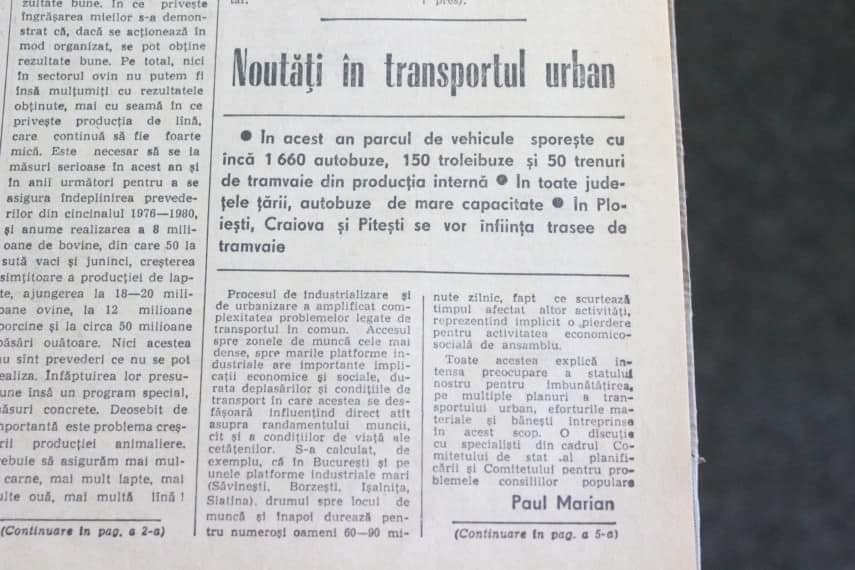 zultate bune. In ce privește
îngrășarea mieilor s-a demon-
strat că, dacă se acționează în
mod organizat, se pot obține
rezultate bune. Pe total, nici
în sectorul ovin nu putem fi
însă mulțumiți cu rezultatele
obținute, mai cu seamă în ce
privește producția de lînă,
care continuă să fie foarte
mică. Este necesar să se la
măsuri serioase în acest an și
în anii următori pentru a se
asigura îndeplinirea prevede-
rilor din cincinalul 1976—1980,
și anume realizarea a 8 mili-
oane de bovine, din care 50 la
sută vaci și juninci, creșterea
simțitoare a producției de lap-
te, ajungerea la 18—20 mili-
oane ovine, la 12 milioane
porcine și la circa 50 milioane
păsări ouătoare. Nici acestea
nu sînt prevederi ce nu se pot
realiza. Înfăptuirea lor presu-
une însă un program special,
măsuri concrete. Deosebit de
mportantă este problema creș-
rii producției animaliere.
rebuie să asigurăm mai mul-
carne, mai mult lapte, mai
ulte ouă, mai multă lînă !
(Continuare în pag. a 2-a)
pres).
Noutăți în transportul urban
● In acest an parcul de vehicule sporește cu
încă 1 660 autobuze, 150 troleibuze și 50 trenuri
de tramvaie din producția internă ● In toate jude-
țele țării, autobuze de mare capacitate ● În Plo-
iești, Craiova și Pitești se vor înființa trasee de
tramvaie
Procesul de industrializare și
de urbanizare a amplificat com-
plexitatea problemelor legate de
transportul în comun. Accesul
spre zonele de muncă cele mai
dense, spre marile platforme in-
dustriale are importante impli-
cații economice și sociale, du-
rata deplasărilor și condițiile de
transport în care acestea se des-
fășoară influențînd direct atît
asupra randamentului muncii,
cît și a condițiilor de viață ale
cetățenilor. S-a calculat, de
exemplu, că în București și pe
unele platforme industriale mari
(Săvinești, Borzești, Ișalnița,
Slatina). drumul spre locul de
muncă și înapoi durează pen-
tru numeroși oameni 60—90 mi-
nute zilnic, fapt ce scurtează
timpul afectat altor activități,
reprezentînd implicit o pierdere
pentru activitatea economico-
socială de ansamblu.
Toate acestea explică in-
tensa preocupare a statului
nostru pentru îmbunătățirea,
pe multiple planuri a tran-
sportului urban, eforturile ma-
teriale și bănești întreprinse
în acest scop. O discuție
cu specialiști din cadrul Co-
mitetului de stat al planifi-
cării și Comitetului pentru pro-
blemele consiliilor populare
Paul Marian
(Continuare în pag. a 5-a)